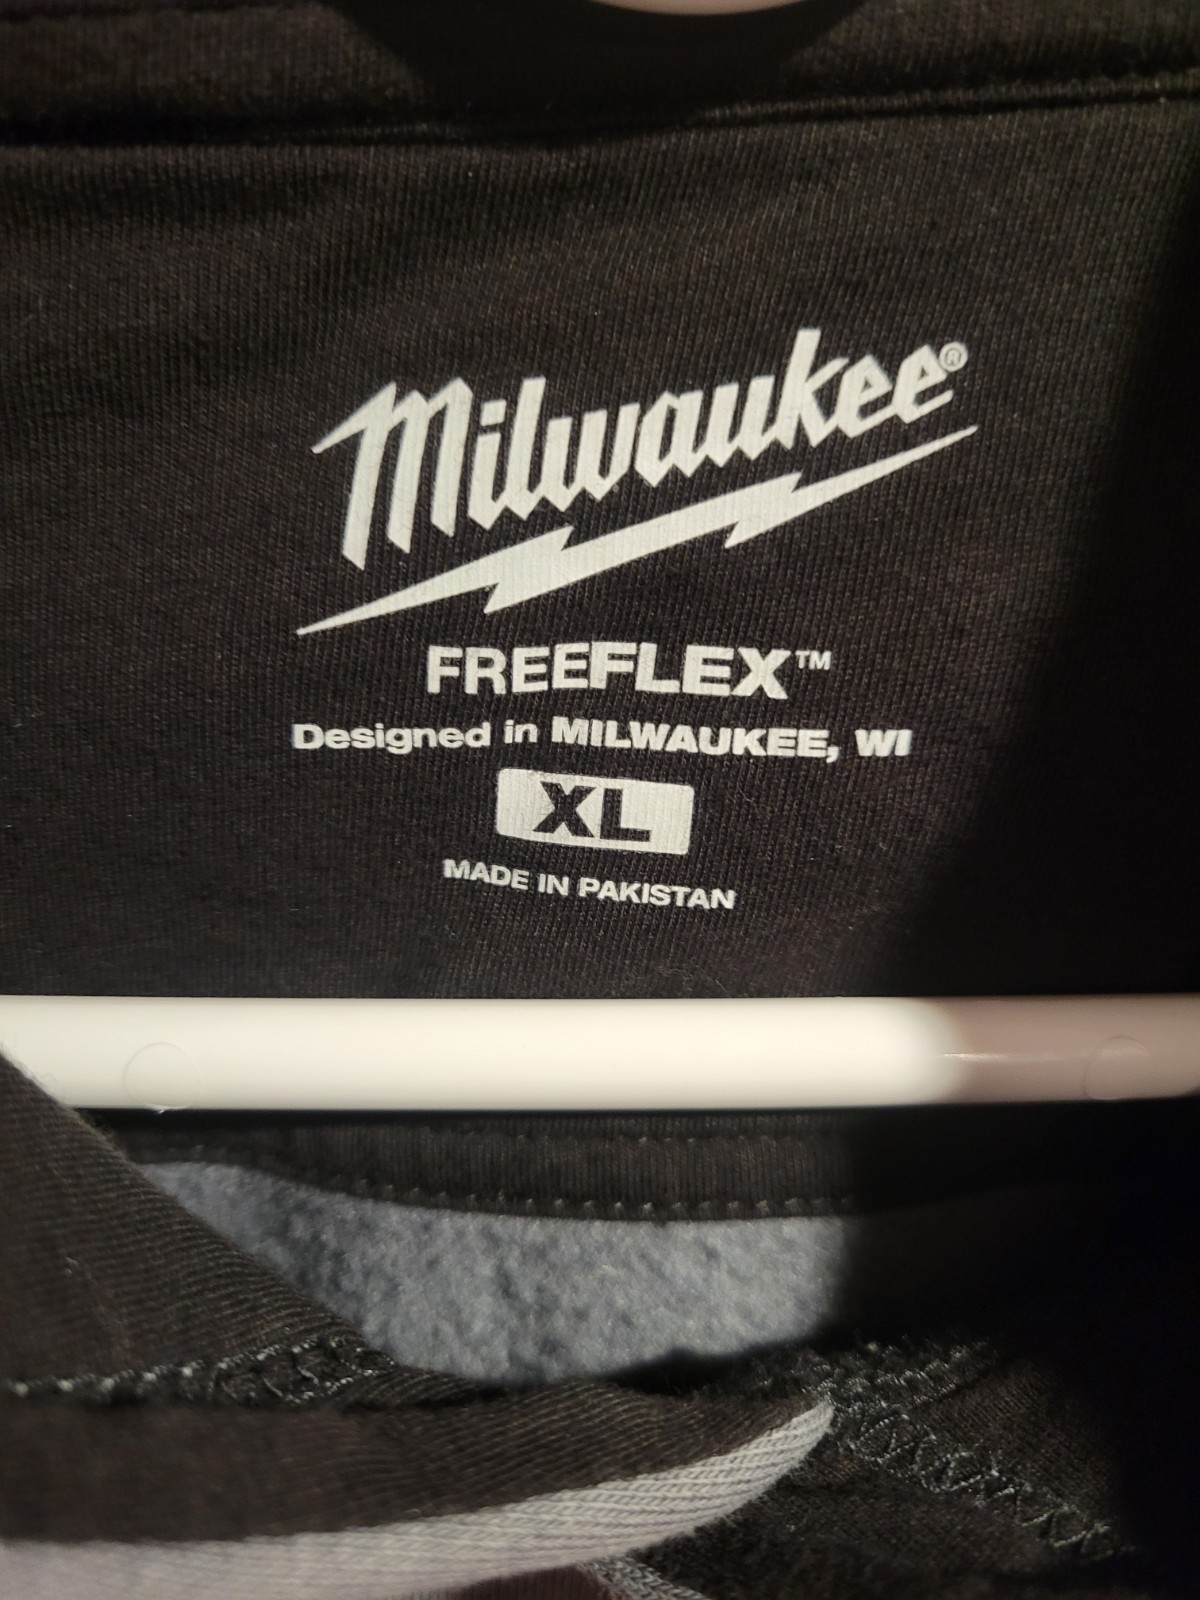 Milwaukee®
FREEFLEX™
Designed in MILWAUKEE, WI
XL
MADE IN PAKISTAN